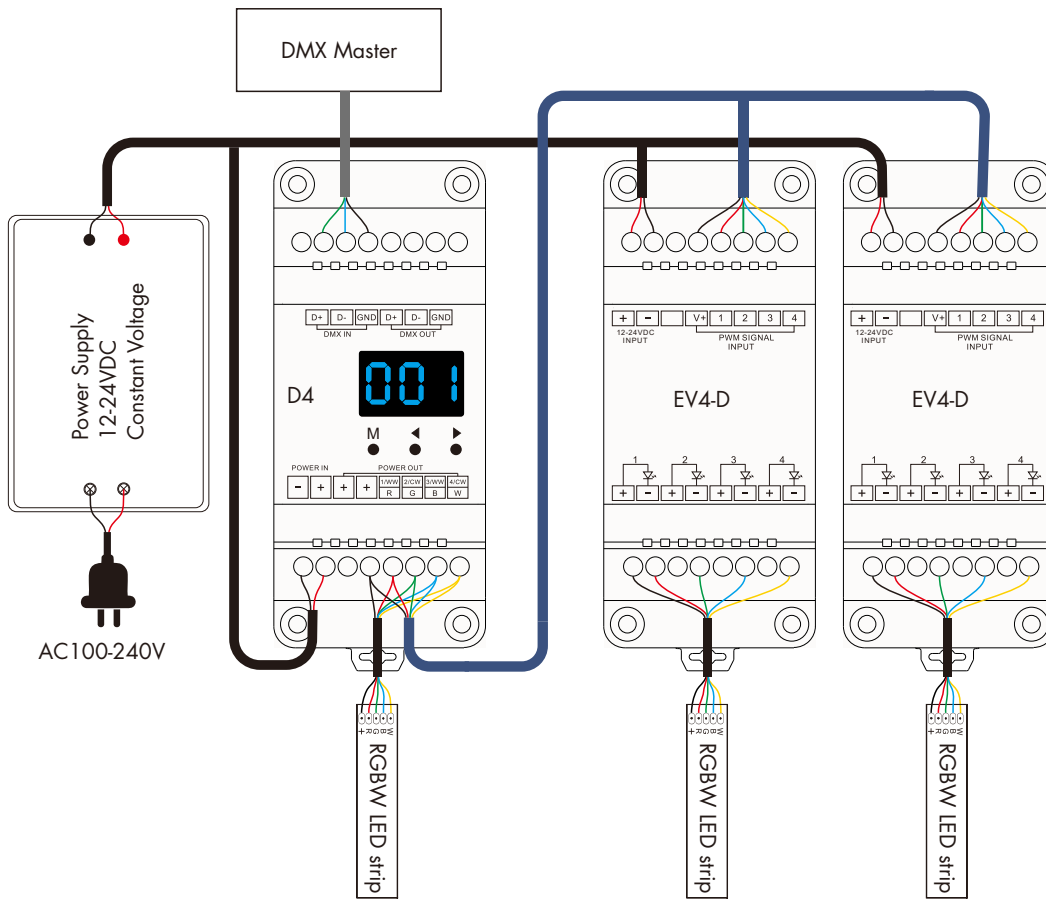 DMX Master
Power Supply
12-24VDC
Constant Voltage
AC100-240V
D+ D- GND D+ D- GND
DMX IN DMX OUT
D4
001
M ◀ ▶
POWER IN POWER OUT
- + + + 1/WW 2/CW 3/WW 4/CW
R G B W
+ - V+ 1 2 3 4
12-24VDC
INPUT
PWM SIGNAL
INPUT
EV4-D
1 2 3 4
+ - + - + - + -
+ - V+ 1 2 3 4
12-24VDC
INPUT
PWM SIGNAL
INPUT
EV4-D
1 2 3 4
+ - + - + - + -
+ R G B W
RGBW LED strip
+ R G B W
RGBW LED strip
+ R G B W
RGBW LED strip